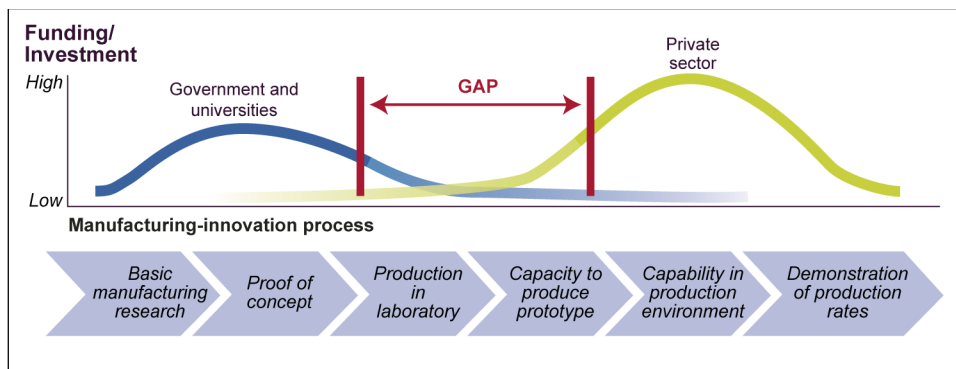 Funding/
Investment
High
Low
Government and
universities
GAP
Private
sector
Manufacturing-innovation process
Basic
manufacturing
research
Proof of
concept
Production
in
laboratory
Capacity to
produce
prototype
Capability in
production
environment
Demonstration
of production
rates